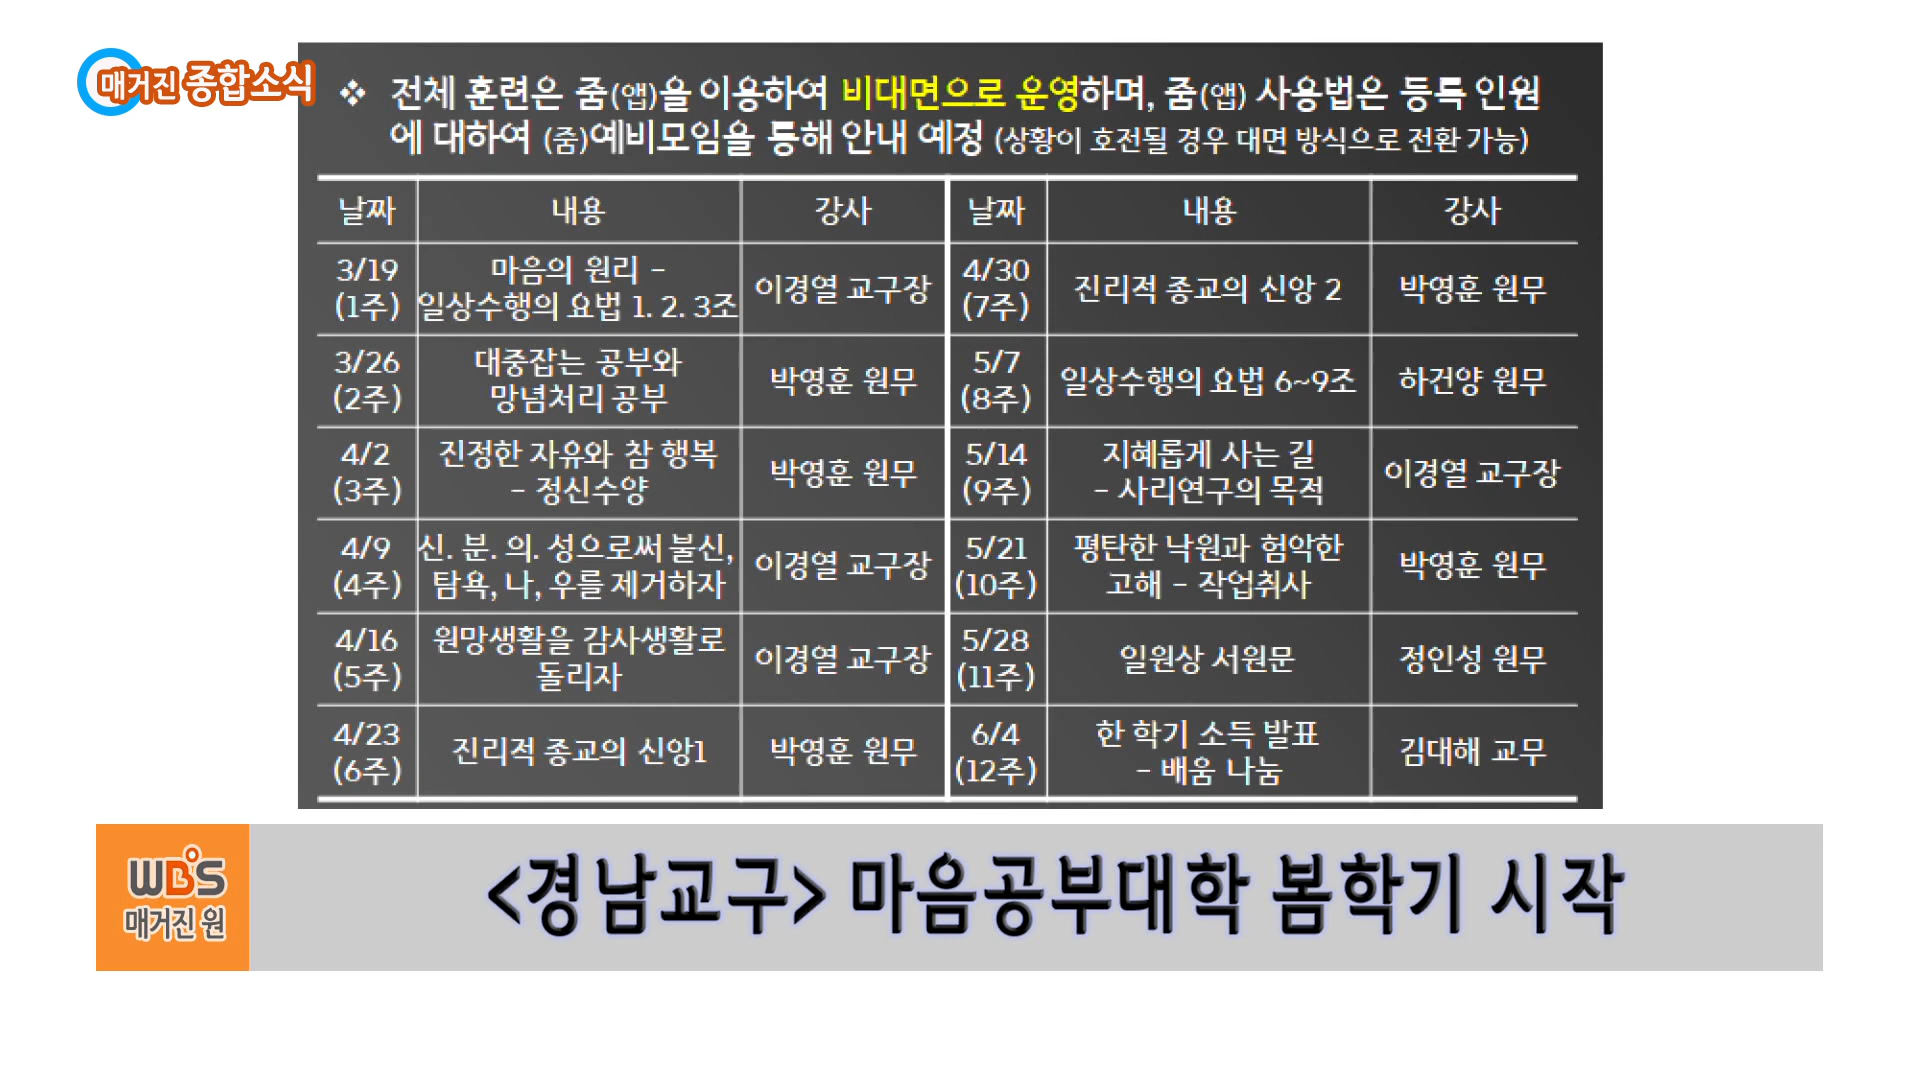 매거진 종합소식
❖ 전체 훈련은 줌(앱)을 이용하여 비대면으로 운영하며, 줌(앱) 사용법은 등록 인원
에 대하여 (줌)예비모임을 통해 안내 예정 (상황이 호전될 경우 대면 방식으로 전환 가능)
날짜 내용 강사 날짜 내용 강사
3/19
(1주)
마음의 원리 –
일상수행의 요법 1. 2. 3조
이경열 교구장
4/30
(7주)
진리적 종교의 신앙 2
박영훈 원무
3/26
(2주)
대중잡는 공부와
망념처리 공부
박영훈 원무
5/7
(8주)
일상수행의 요법 6~9조
하건양 원무
4/2
(3주)
진정한 자유와 참 행복
– 정신수양
박영훈 원무
5/14
(9주)
지혜롭게 사는 길
– 사리연구의 목적
이경열 교구장
4/9
(4주)
신. 분. 의. 성으로써 불신,
탐욕, 나, 우를 제거하자
이경열 교구장
5/21
(10주)
평탄한 낙원과 험악한
고해 – 작업취사
박영훈 원무
4/16
(5주)
원망생활을 감사생활로
돌리자
이경열 교구장
5/28
(11주)
일원상 서원문
정인성 원무
4/23
(6주)
진리적 종교의 신앙1
박영훈 원무
6/4
(12주)
한 학기 소득 발표
– 배움 나눔
김대해 교무
WBS
매거진 원
<경남교구> 마음공부대학 봄학기 시작